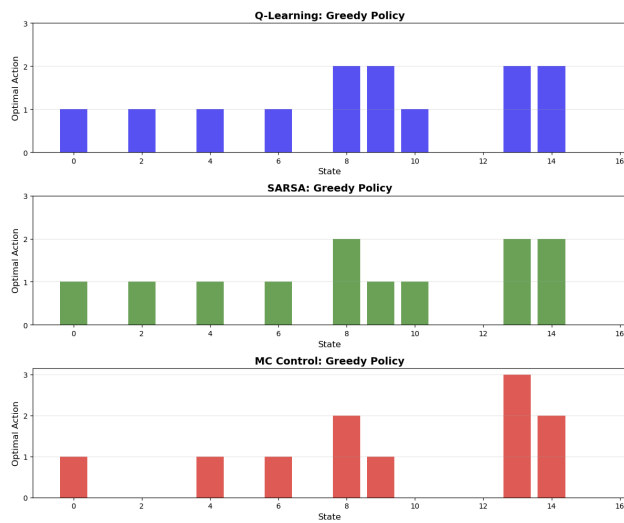 Q-Learning: Greedy Policy
3
2
1
0
Optimal Action
0 2 4 6 8 10 12 14 16
State
SARSA: Greedy Policy
3
2
1
0
Optimal Action
0 2 4 6 8 10 12 14 16
State
MC Control: Greedy Policy
3
2
1
0
Optimal Action
0 2 4 6 8 10 12 14 16
State